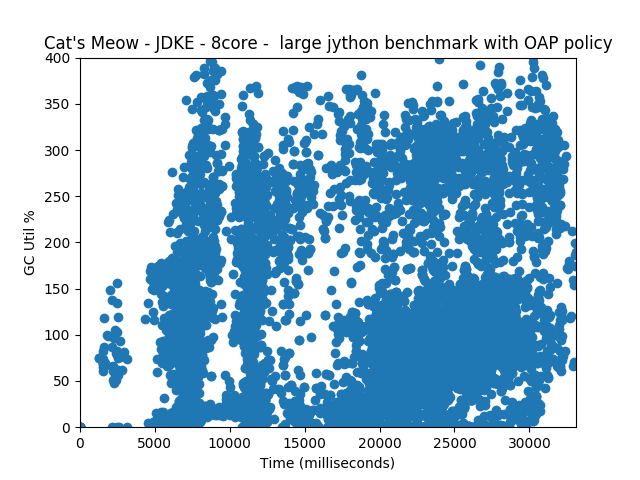 Cat's Meow - JDKE - 8core -  large jython benchmark with OAP policy
400
350
300
250
200
150
100
50
0
GC Util %
0 5000 10000 15000 20000 25000 30000
Time (milliseconds)